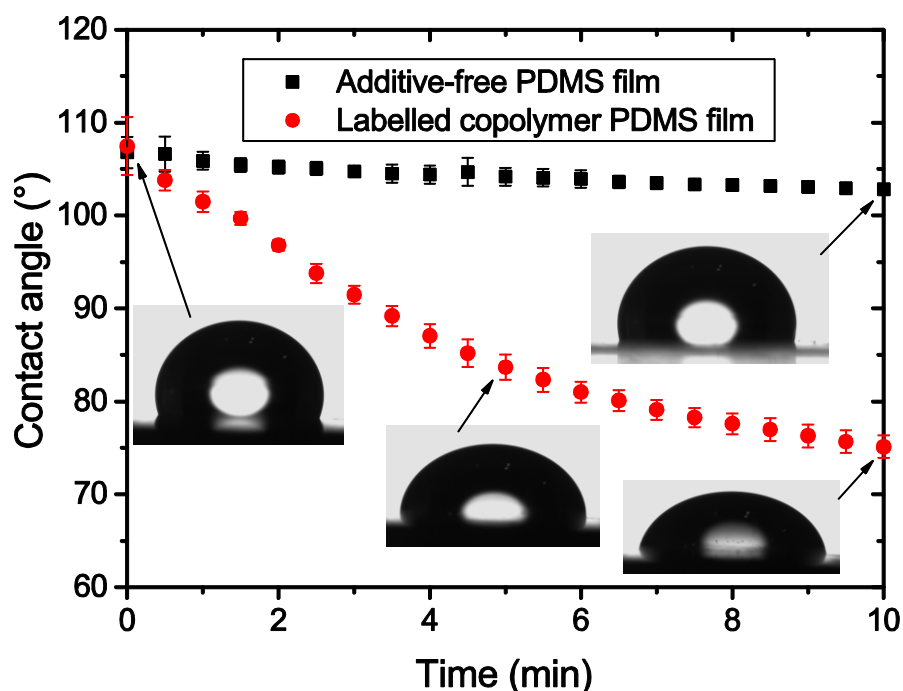 120
110
100
90
80
70
60
Contact angle (°)
Additive-free PDMS film
Labelled copolymer PDMS film
0 2 4 6 8 10
Time (min)